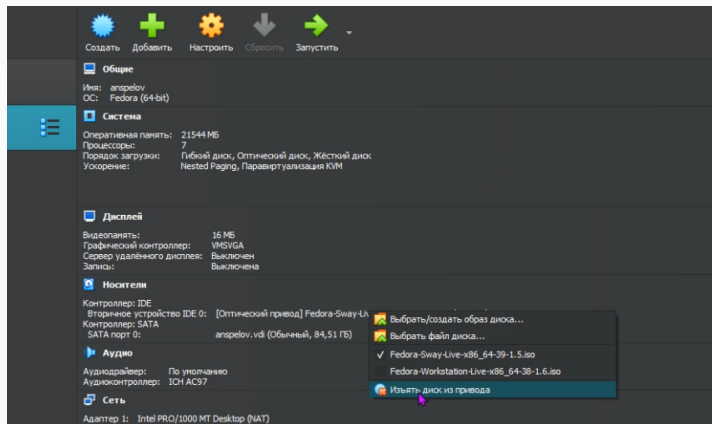 Создать Добавить Настроить Сбросить Запустить
Общие
Имя: anspelov
ОС: Fedora (64-bit)
Система
Оперативная память: 21544 МБ
Процессоры: 7
Порядок загрузки: Гибкий диск, Оптический диск, Жёсткий диск
Ускорение: Nested Paging, Паравиртуализация KVM
Дисплей
Видеопамять: 16 МБ
Графический контроллер: VMSVGA
Сервер удалённого дисплея: Выключен
Запись: Выключена
Носители
Контроллер: IDE
Вторичное устройство IDE 0: [Оптический привод] Fedora-Sway-Liv
Контроллер: SATA
SATA порт 0: anspelov.vdi (Обычный, 84,51 ГБ)
Выбрать/создать образ диска...
Выбрать файл диска...
✓ Fedora-Sway-Live-x86_64-39-1.5.iso
Fedora-Workstation-Live-x86_64-38-1.6.iso
Изъять диск из привода
Аудио
Аудиодрайвер: По умолчанию
Аудиоконтроллер: ICH AC97
Сеть
Адаптер 1: Intel PRO/1000 MT Desktop (NAT)